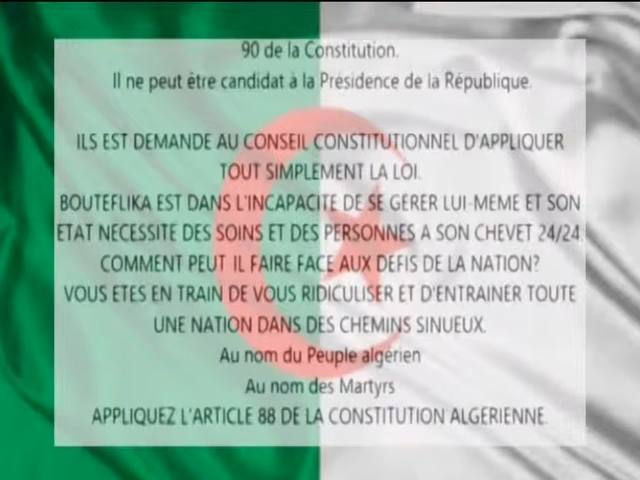 90 de la Constitution.
Il ne peut être candidat à la Présidence de la République.
ILS EST DEMANDE AU CONSEIL CONSTITUTIONNEL D'APPLIQUER
TOUT SIMPLEMENT LA LOI.
BOUTEFLIKA EST DANS L'INCAPACITE DE SE GERER LUI-MEME ET SON
ETAT NECESSITE DES SOINS ET DES PERSONNES A SON CHEVET 24/24.
COMMENT PEUT IL FAIRE FACE AUX DEFIS DE LA NATION?
VOUS ETES EN TRAIN DE VOUS RIDICULISER ET D'ENTRAINER TOUTE
UNE NATION DANS DES CHEMINS SINUEUX.
Au nom du Peuple algérien
Au nom des Martyrs
APPLIQUEZ L'ARTICLE 88 DE LA CONSTITUTION ALGERIENNE.